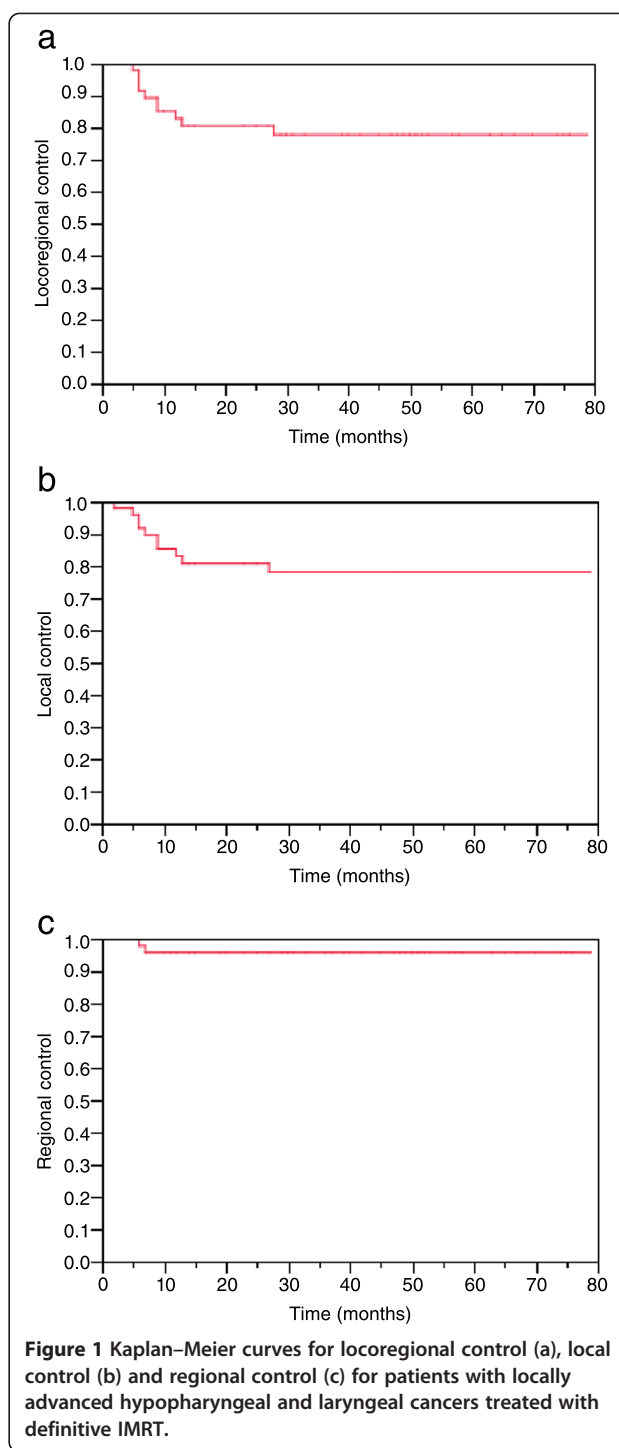 a
1.0
0.9
0.8
0.7
0.6
0.5
0.4
0.3
0.2
0.1
0.0
Locoregional control
0 10 20 30 40 50 60 70 80
Time (months)
b
1.0
0.9
0.8
0.7
0.6
0.5
0.4
0.3
0.2
0.1
0.0
Local control
0 10 20 30 40 50 60 70 80
Time (months)
c
1.0
0.9
0.8
0.7
0.6
0.5
0.4
0.3
0.2
0.1
0.0
Regional control
0 10 20 30 40 50 60 70 80
Time (months)
Figure 1 Kaplan–Meier curves for locoregional control (a), local
control (b) and regional control (c) for patients with locally
advanced hypopharyngeal and laryngeal cancers treated with
definitive IMRT.